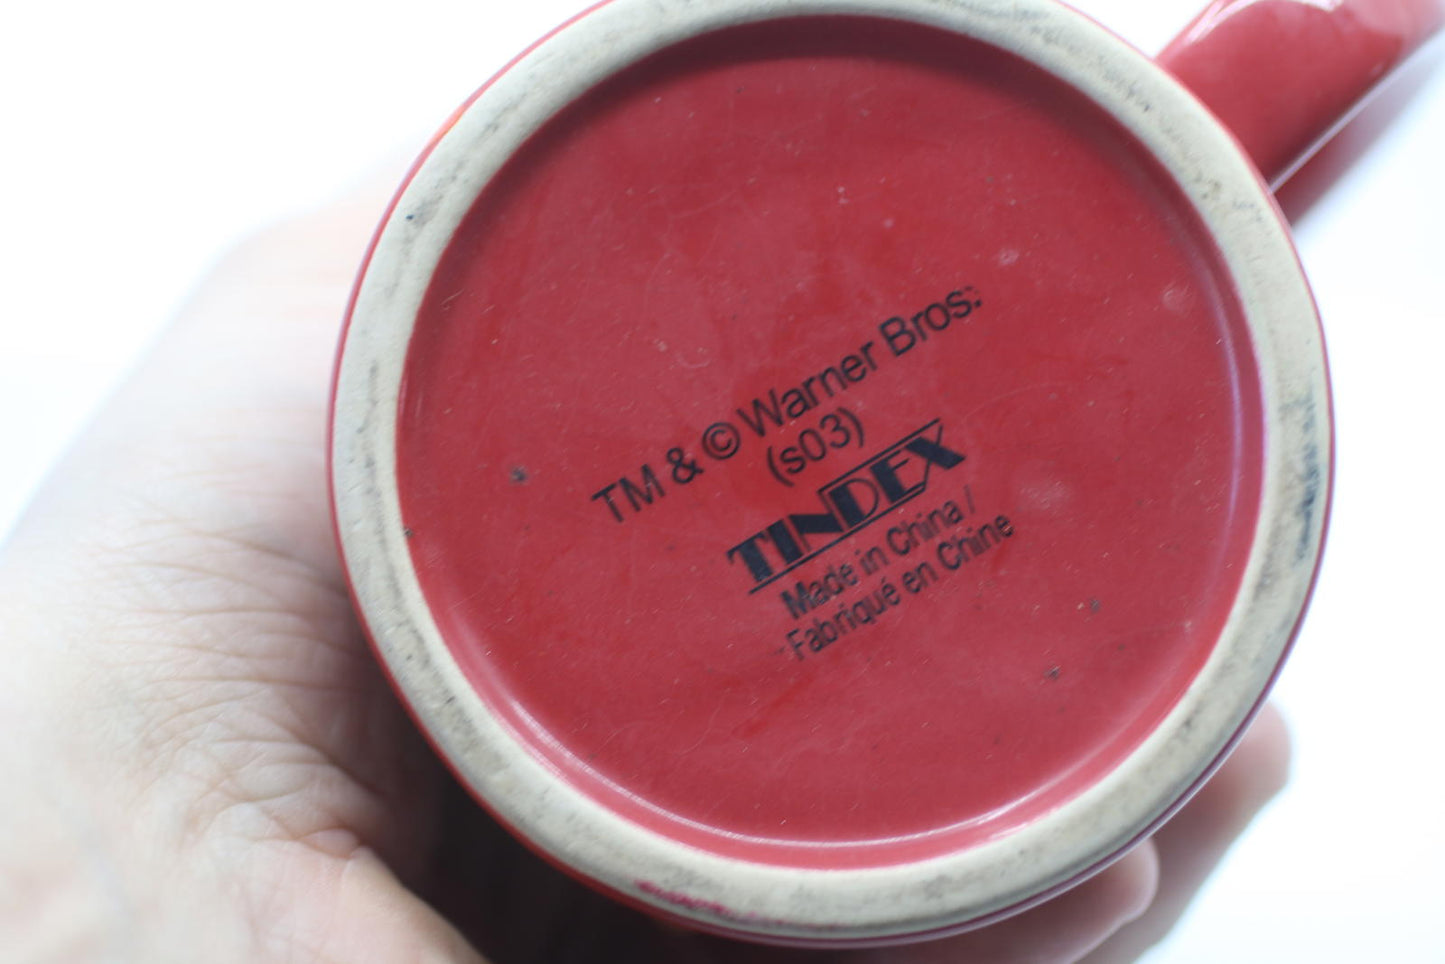 TM & © Warner Bros.
(s03)
TINDEX
Made in China /
Fabriqué en Chine